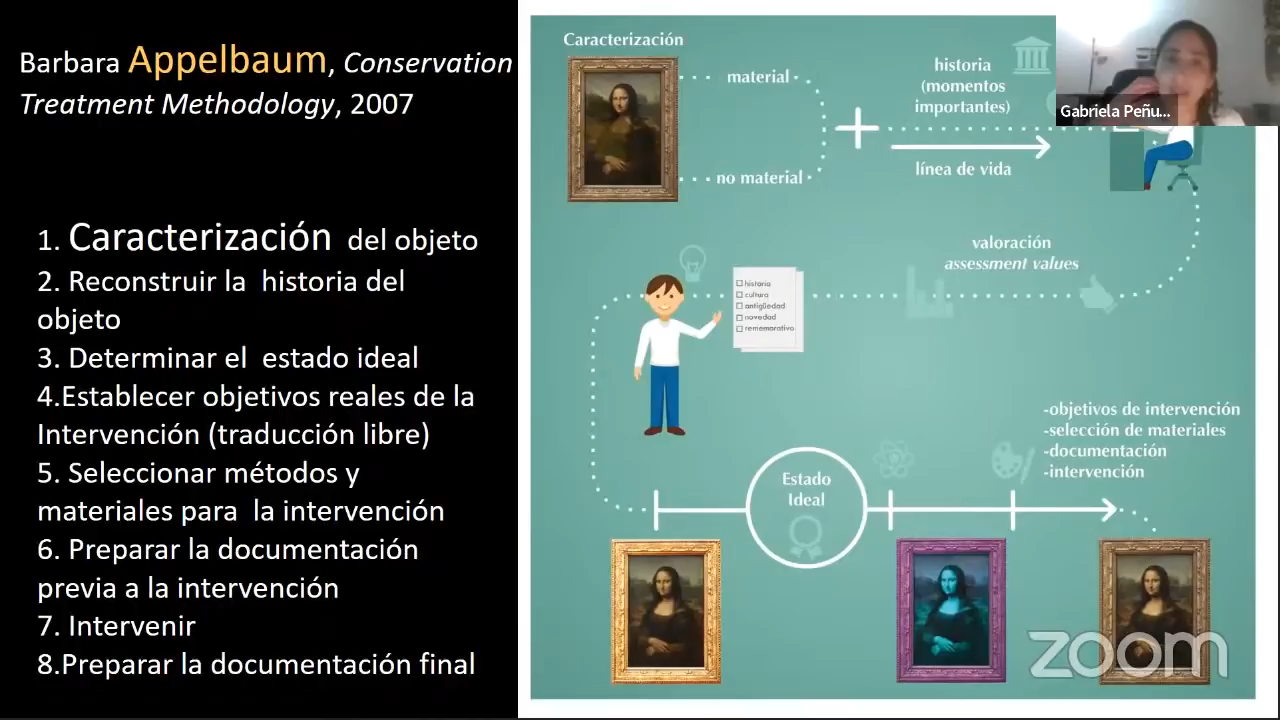 Barbara Appelbaum, Conservation
Treatment Methodology, 2007
1. Caracterización del objeto
2. Reconstruir la historia del
objeto
3. Determinar el estado ideal
4.Establecer objetivos reales de la
Intervención (traducción libre)
5. Seleccionar métodos y
materiales para la intervención
6. Preparar la documentación
previa a la intervención
7. Intervenir
8.Preparar la documentación final
Caracterización
material
no material
historia
(momentos
importantes)
línea de vida
Gabriela Peñu...
valoración
assessment values
historia
cultura
antigüedad
novedad
rememorativo
Estado
Ideal
-objetivos de intervención
-selección de materiales
-documentación
-intervención
zoom